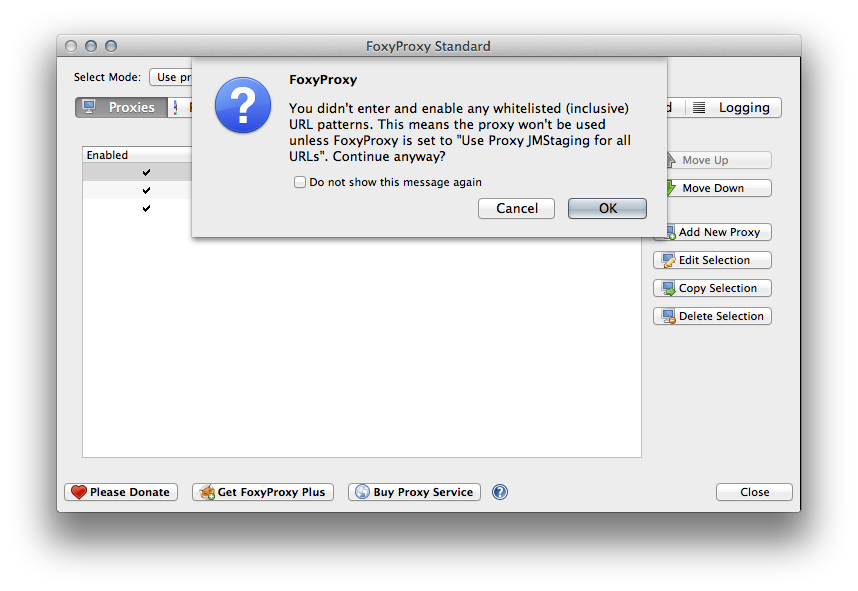 FoxyProxy Standard
Select Mode:
Use pr
FoxyProxy
You didn't enter and enable any whitelisted (inclusive)
URL patterns. This means the proxy won't be used
unless FoxyProxy is set to "Use Proxy JMStaging for all
URLs". Continue anyway?
Do not show this message again
Cancel
OK
Proxies
Logging
Enabled
Move Up
Move Down
Add New Proxy
Edit Selection
Copy Selection
Delete Selection
Please Donate
Get FoxyProxy Plus
Buy Proxy Service
Close